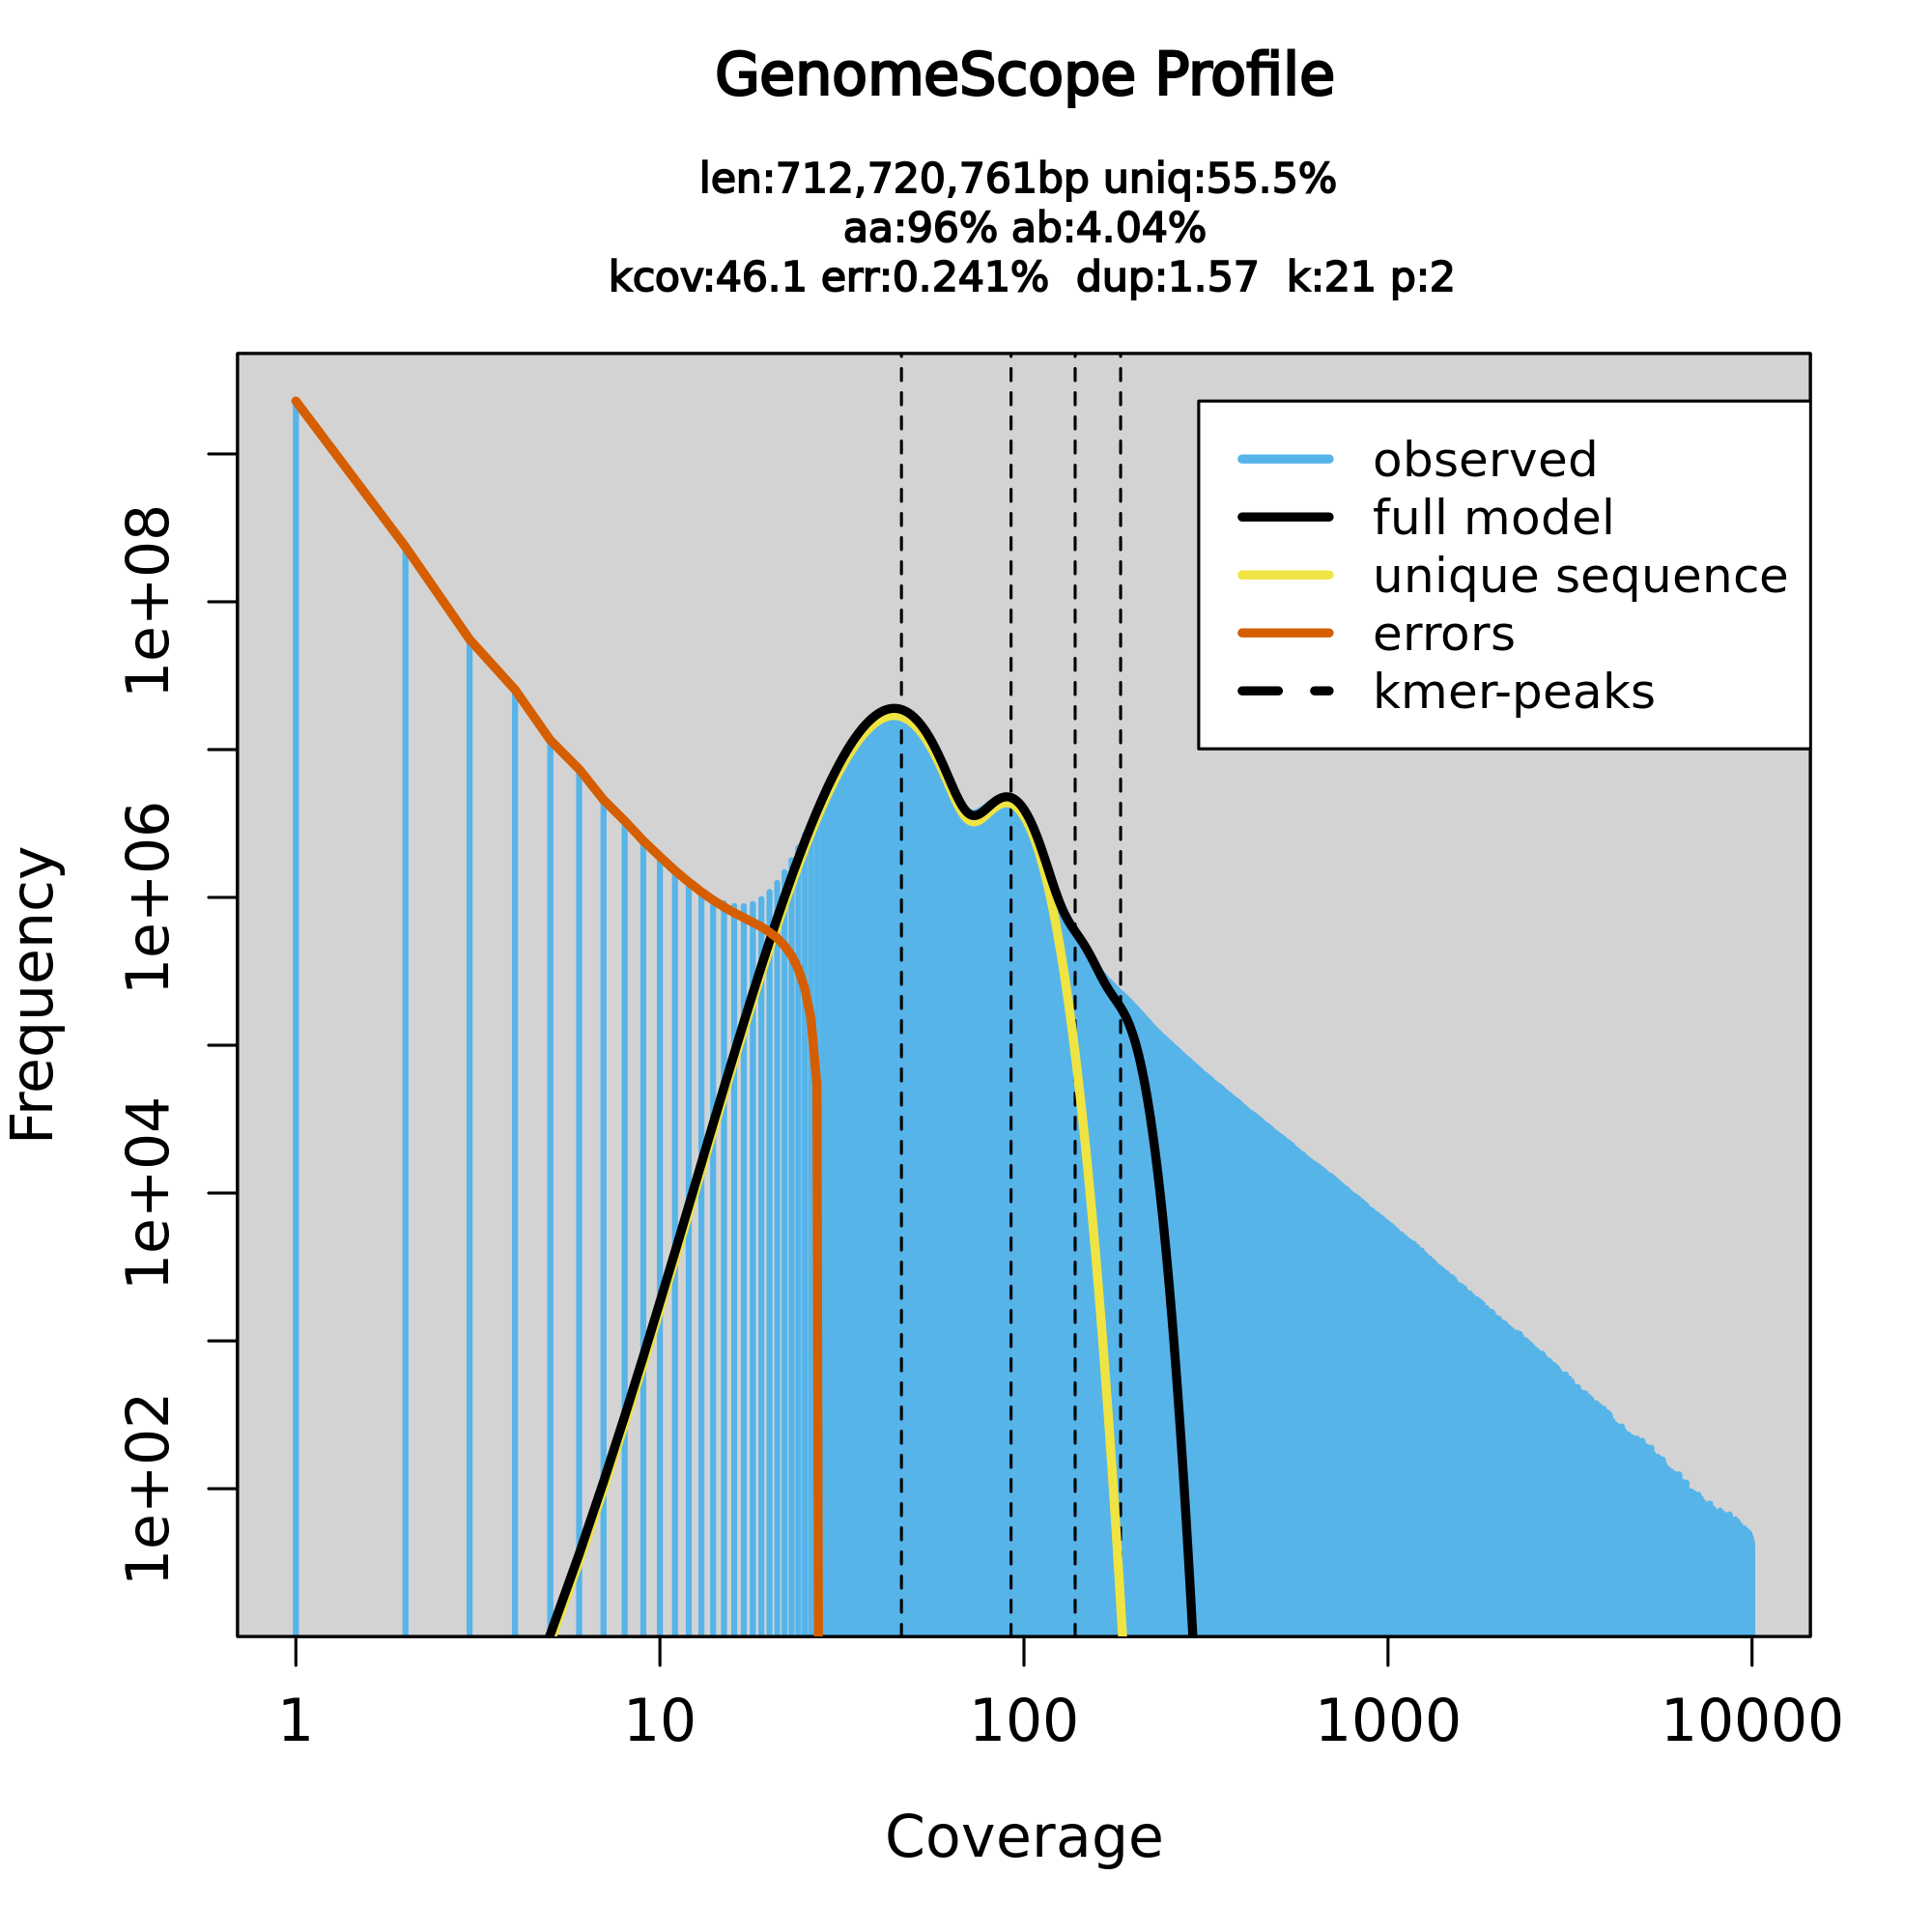 GenomeScope Profile
len:712,720,761bp uniq:55.5%
aa:96% ab:4.04%
kcov:46.1 err:0.241% dup:1.57 k:21 p:2
observed
full model
unique sequence
errors
kmer-peaks
Frequency
1e+08
1e+06
1e+04
1e+02
1 10 100 1000 10000
Coverage